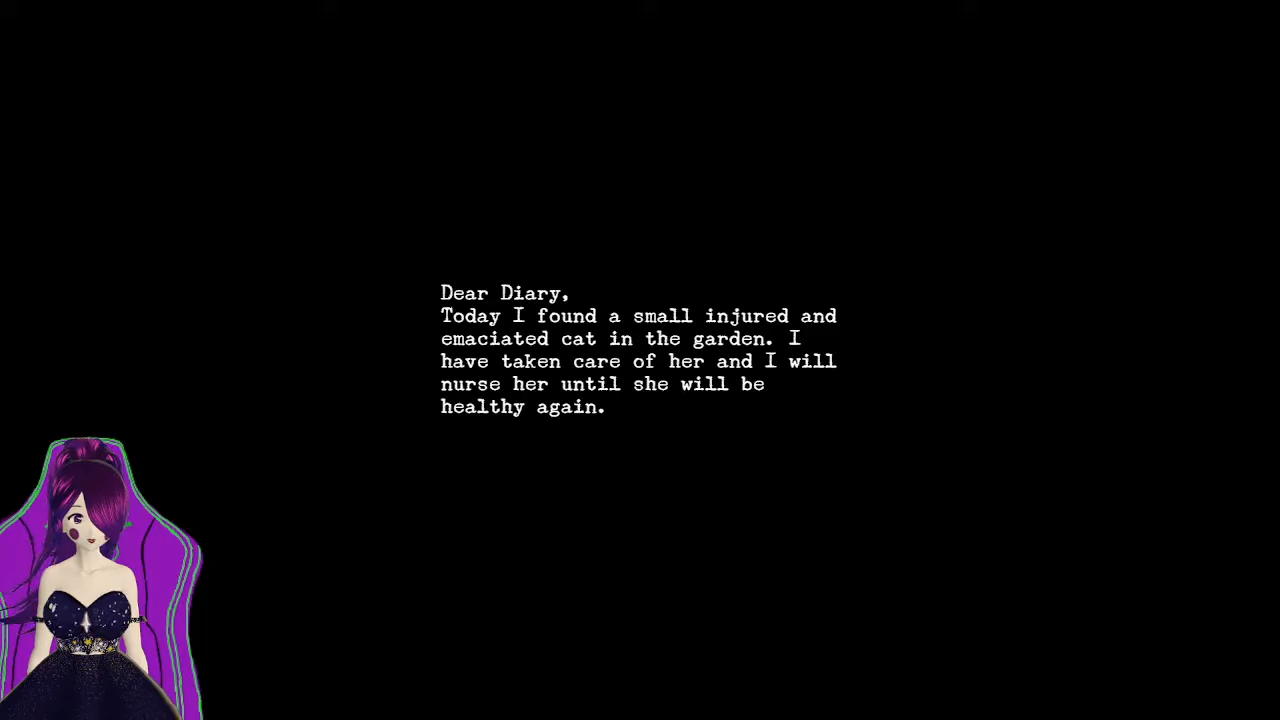 Dear Diary,
Today I found a small injured and
emaciated cat in the garden. I
have taken care of her and I will
nurse her until she will be
healthy again.